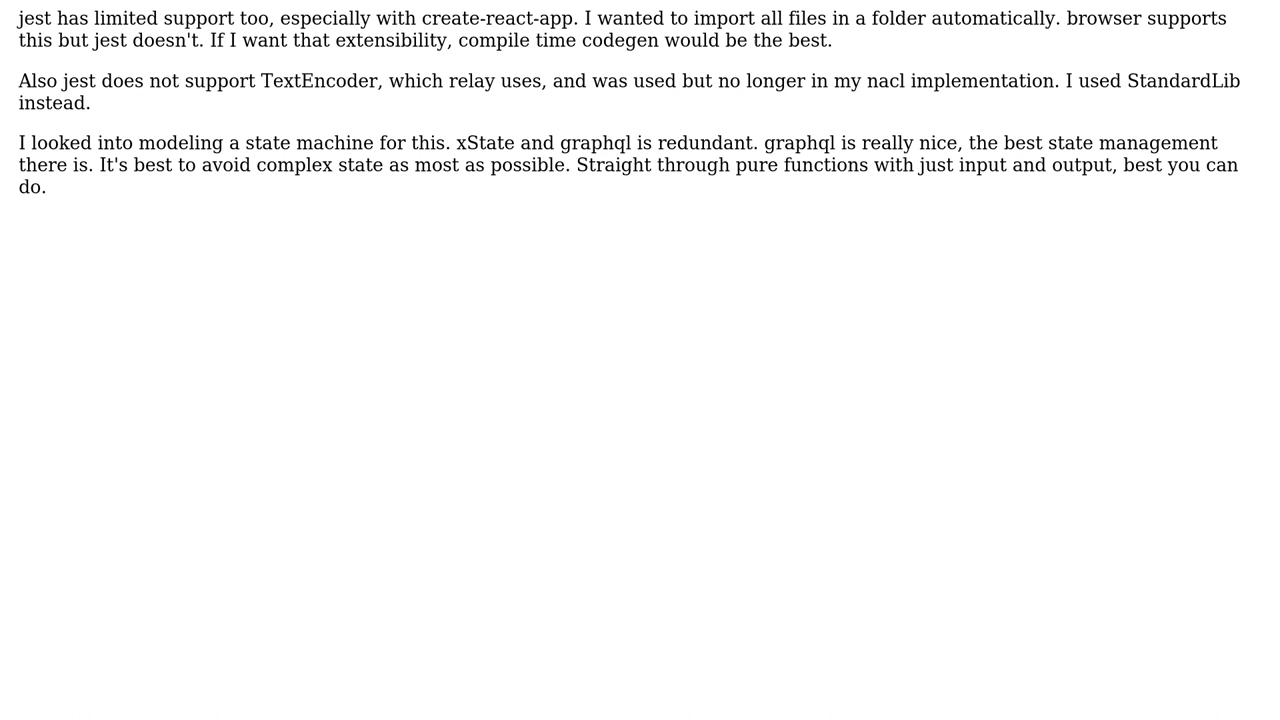 jest has limited support too, especially with create-react-app. I wanted to import all files in a folder automatically. browser supports
this but jest doesn't. If I want that extensibility, compile time codegen would be the best.
Also jest does not support TextEncoder, which relay uses, and was used but no longer in my nacl implementation. I used StandardLib
instead.
I looked into modeling a state machine for this. xState and graphql is redundant. graphql is really nice, the best state management
there is. It's best to avoid complex state as most as possible. Straight through pure functions with just input and output, best you can
do.